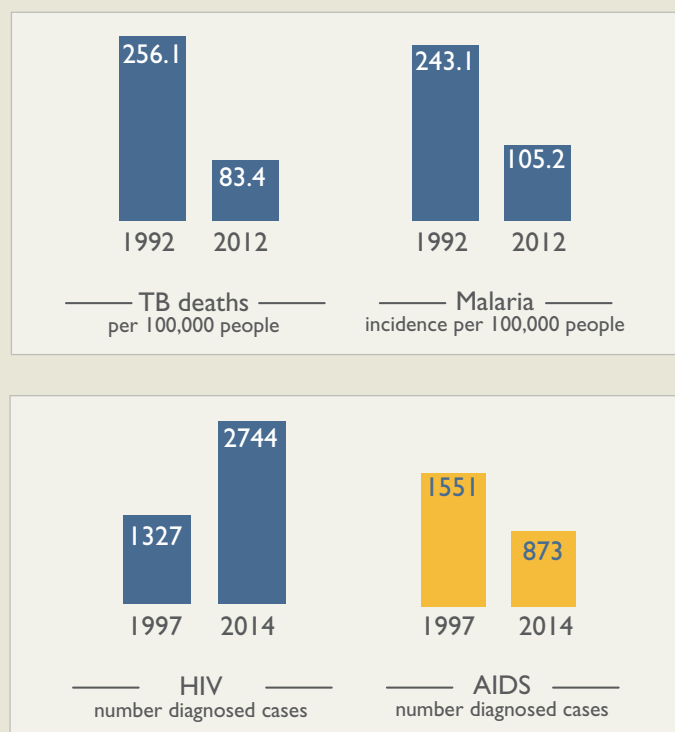 256.1
83.4
243.1
105.2
1992
2012
1992
2012
TB deaths
per 100,000 people
Malaria
incidence per 100,000 people
1327
2744
1551
873
1997
2014
1997
2014
HIV
number diagnosed cases
AIDS
number diagnosed cases